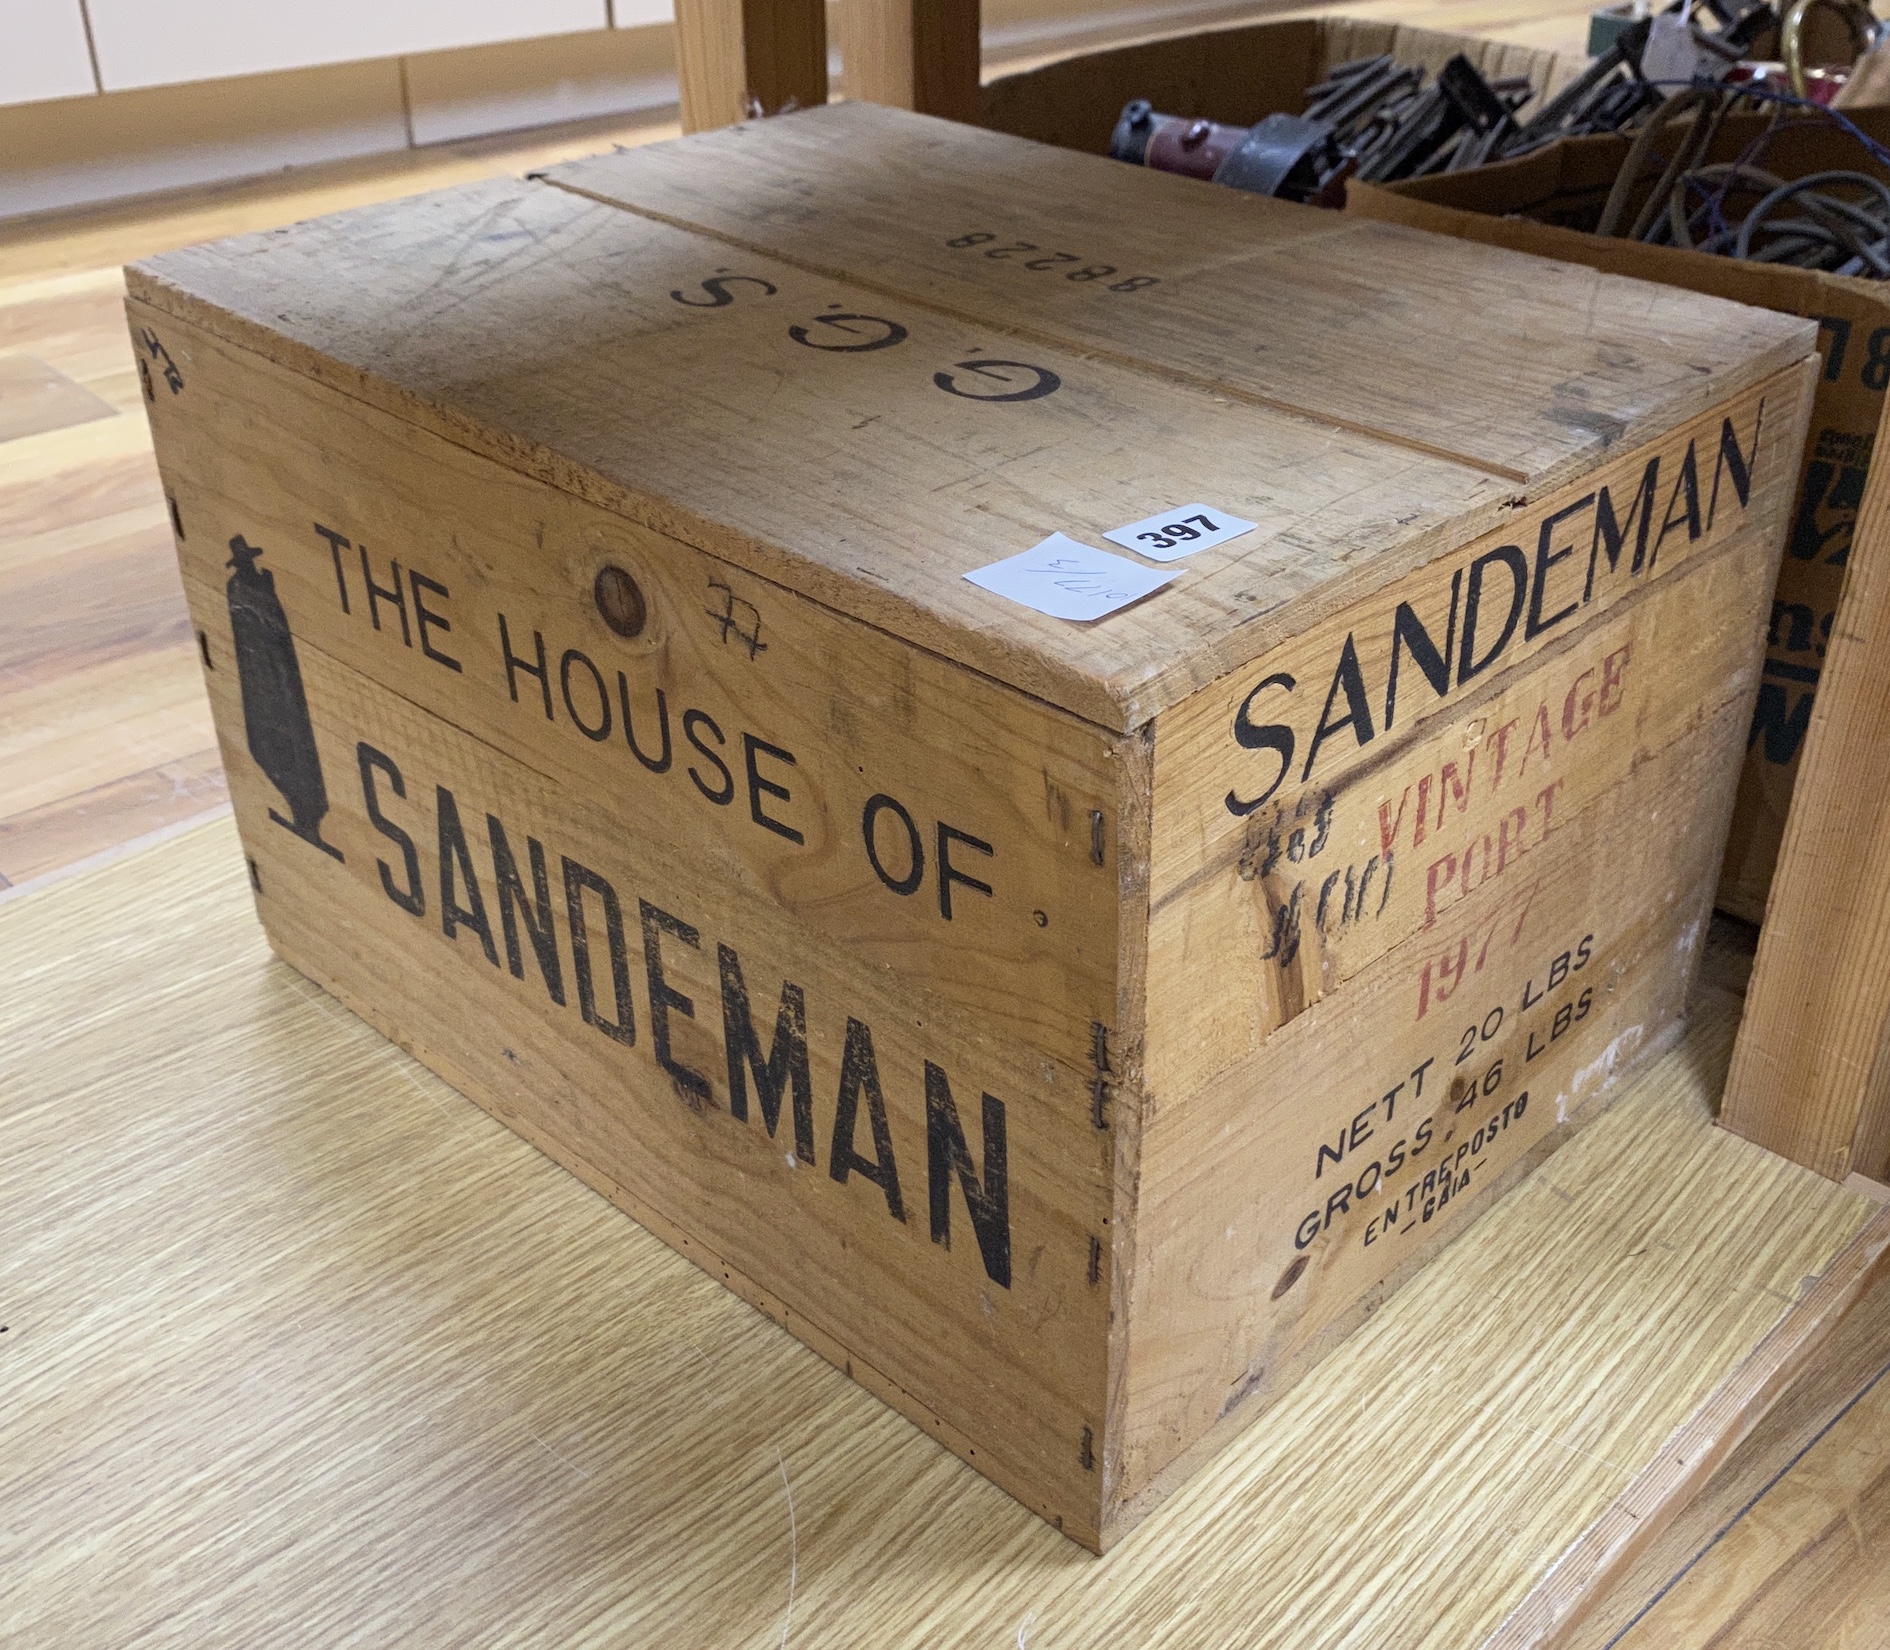 88228
G. G. S.
397
77
THE HOUSE OF
SANDEMAN
SANDEMAN
VINTAGE
PORT
1977
NETT 20 LBS
GROSS. 46 LBS.
ENTREPOSTO
-GAIA-